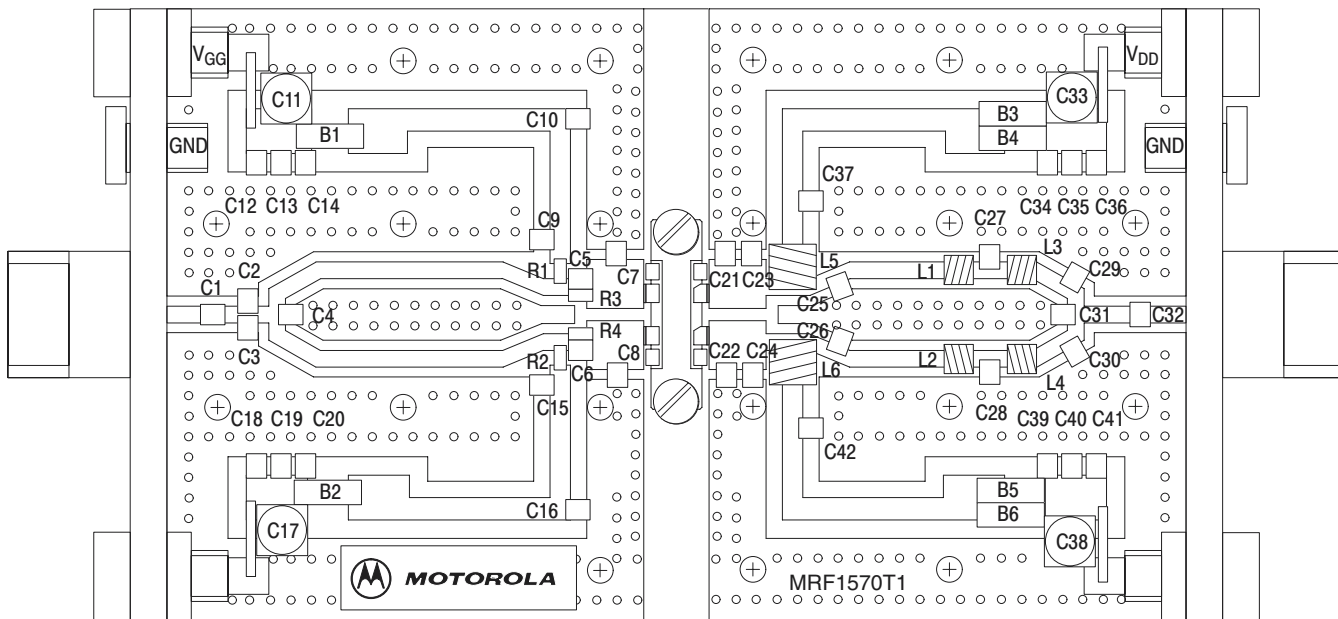 VGG
VDD
C11
C33
B3
B1
C10
B4
GND
GND
C37
C12 C13 C14
C34 C35 C36
C9
C27
L3
C2
R1
C5
C7
C21 C23
L5
L1
C29
C1
R3
C25
C4
C31
C32
R4
C26
C3
R2
C8
C22 C24
L2
C30
C6
L6
L4
C15
C28
C18 C19 C20
C39 C40 C41
C42
B2
B5
C16
B6
C17
C38
MOTOROLA
MRF1570T1